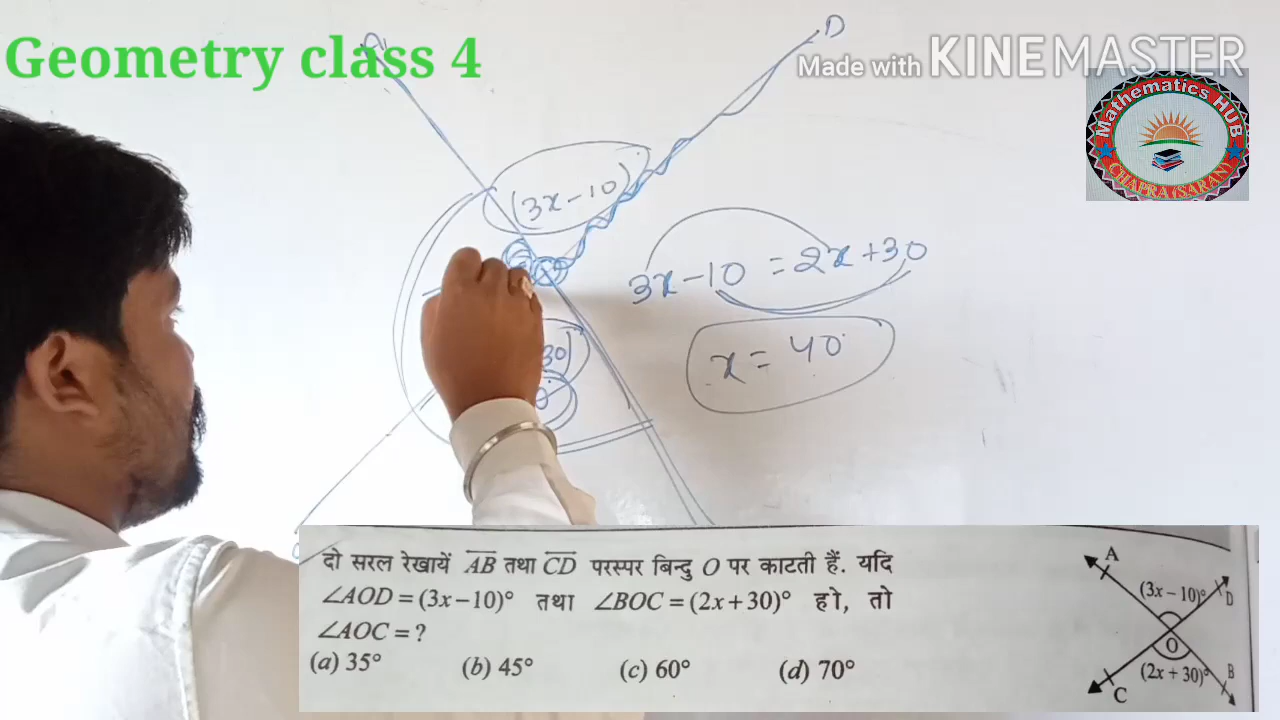 Geometry class 4
Made with KINEMASTER
Mathematics HUB
CHAPRA (SARAN)
A
D
(3x-10)
3x-10 = 2x+30
x = 40
30)
दो सरल रेखायें AB तथा CD परस्पर बिन्दु O पर काटती हैं. यदि
∠AOD = (3x-10)° तथा ∠BOC = (2x+30)° हो, तो
∠AOC = ?
(a) 35° (b) 45° (c) 60° (d) 70°
A
(3x-10)°
D
O
(2x+30)°
B
C